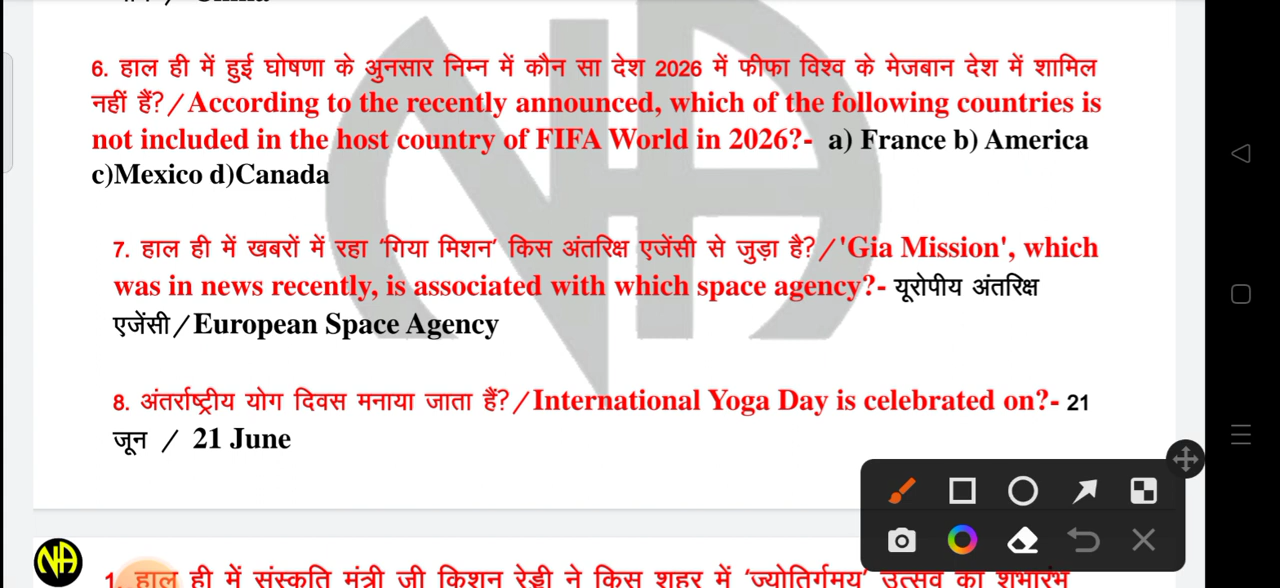 6. हाल ही में हुई घोषणा के अुनसार निम्न में कौन सा देश 2026 में फीफा विश्व के मेजबान देश में शामिल
नहीं हैं?/According to the recently announced, which of the following countries is
not included in the host country of FIFA World in 2026?- a) France b) America
c)Mexico d)Canada
7. हाल ही में खबरों में रहा 'गिया मिशन' किस अंतरिक्ष एजेंसी से जुड़ा है?/'Gia Mission', which
was in news recently, is associated with which space agency?- यूरोपीय अंतरिक्ष
एजेंसी/European Space Agency
8. अंतर्राष्ट्रीय योग दिवस मनाया जाता हैं?/International Yoga Day is celebrated on?- 21
जून / 21 June
NA
1. हाल ही में संस्कृति मंत्री जी किशन रेड्डी ने किस शहर में 'ज्योतिर्गमय' उत्सव का शुभारंभ